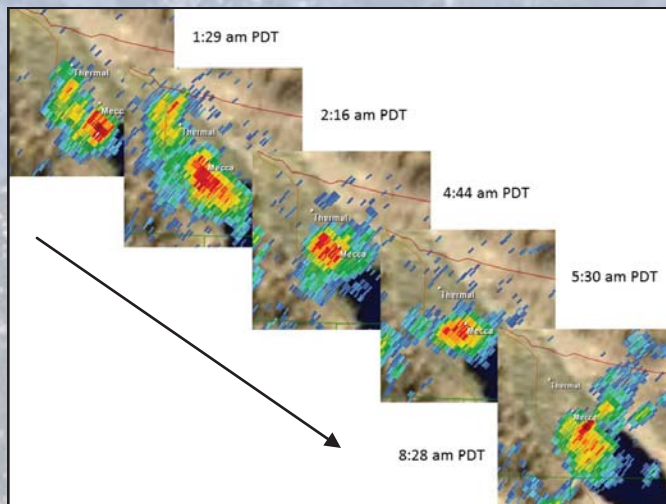 1:29 am PDT
Thermal
2:16 am PDT
Thermal
Mecca
4:44 am PDT
Thermal
Mecca
5:30 am PDT
Thermal
Mecca
Thermal
Mecca
8:28 am PDT